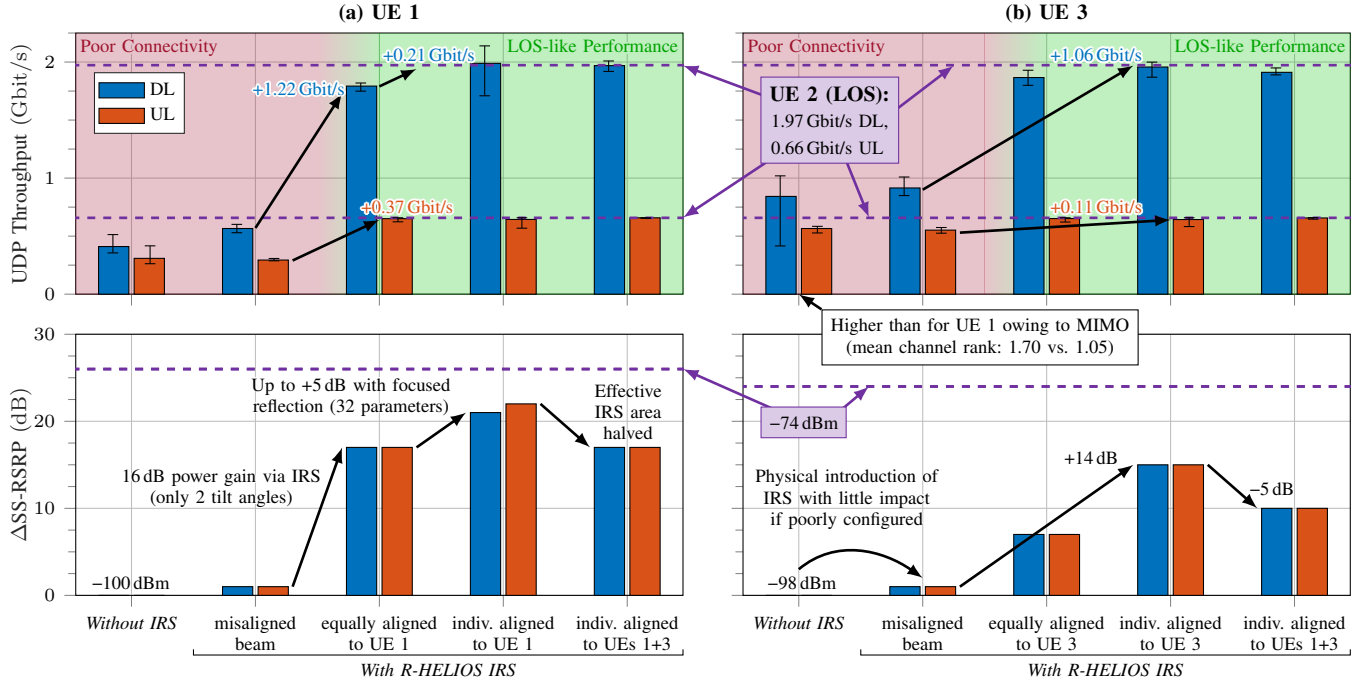 (a) UE 1
(b) UE 3
Poor Connectivity
LOS-like Performance
Poor Connectivity
LOS-like Performance
UDP Throughput (Gbit/s)
2
1
0
DL
UL
+1.22 Gbit/s
+0.21 Gbit/s
+0.37 Gbit/s
UE 2 (LOS):
1.97 Gbit/s DL,
0.66 Gbit/s UL
+1.06 Gbit/s
+0.11 Gbit/s
Higher than for UE 1 owing to MIMO
(mean channel rank: 1.70 vs. 1.05)
ΔSS-RSRP (dB)
30
20
10
0
−100 dBm
16 dB power gain via IRS
(only 2 tilt angles)
Up to +5 dB with focused
reflection (32 parameters)
Effective
IRS area
halved
−74 dBm
Physical introduction of
IRS with little impact
if poorly configured
−98 dBm
+14 dB
−5 dB
Without IRS
misaligned
beam
equally aligned
to UE 1
indiv. aligned
to UE 1
indiv. aligned
to UEs 1+3
With R-HELIOS IRS
Without IRS
misaligned
beam
equally aligned
to UE 3
indiv. aligned
to UE 3
indiv. aligned
to UEs 1+3
With R-HELIOS IRS